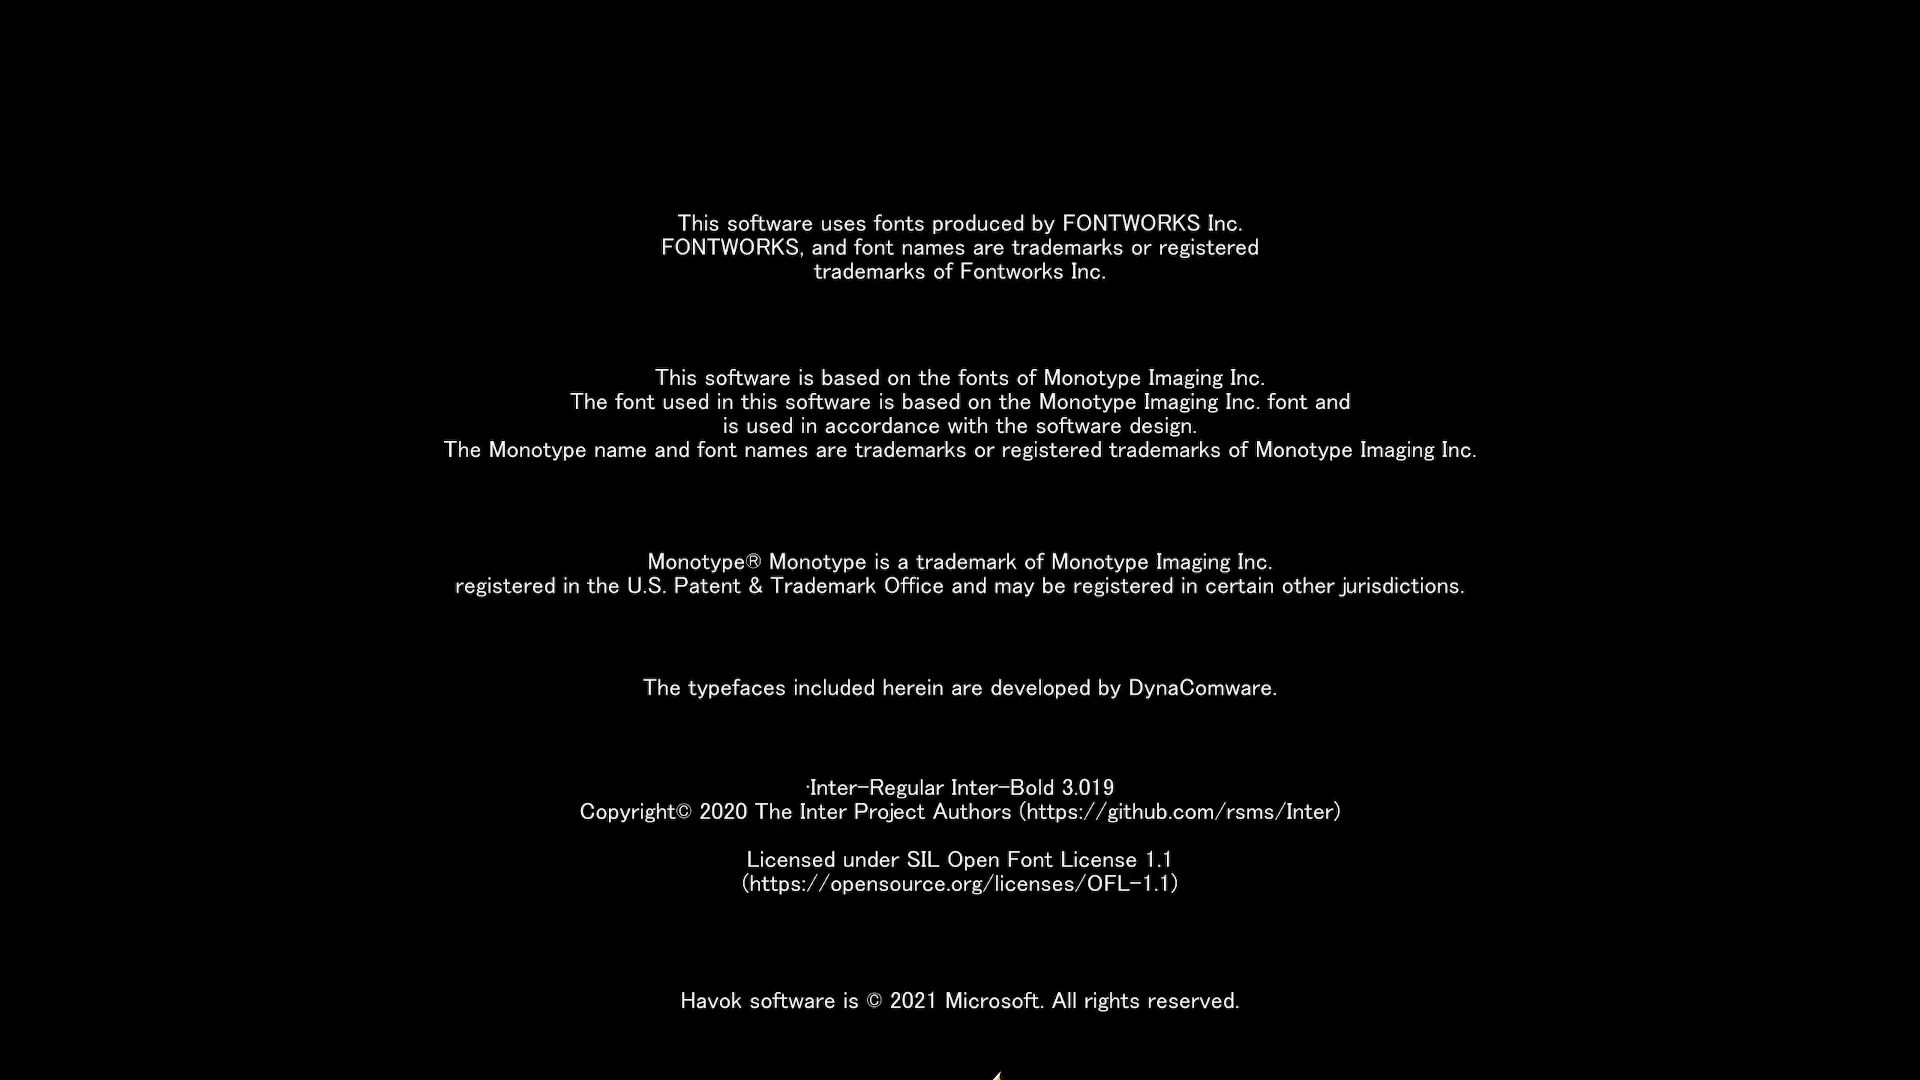 This software uses fonts produced by FONTWORKS Inc.
FONTWORKS, and font names are trademarks or registered
trademarks of Fontworks Inc.
This software is based on the fonts of Monotype Imaging Inc.
The font used in this software is based on the Monotype Imaging Inc. font and
is used in accordance with the software design.
The Monotype name and font names are trademarks or registered trademarks of Monotype Imaging Inc.
Monotype® Monotype is a trademark of Monotype Imaging Inc.
registered in the U.S. Patent & Trademark Office and may be registered in certain other jurisdictions.
The typefaces included herein are developed by DynaComware.
·Inter-Regular Inter-Bold 3.019
Copyright© 2020 The Inter Project Authors (https://github.com/rsms/Inter)
Licensed under SIL Open Font License 1.1
(https://opensource.org/licenses/OFL-1.1)
Havok software is © 2021 Microsoft. All rights reserved.